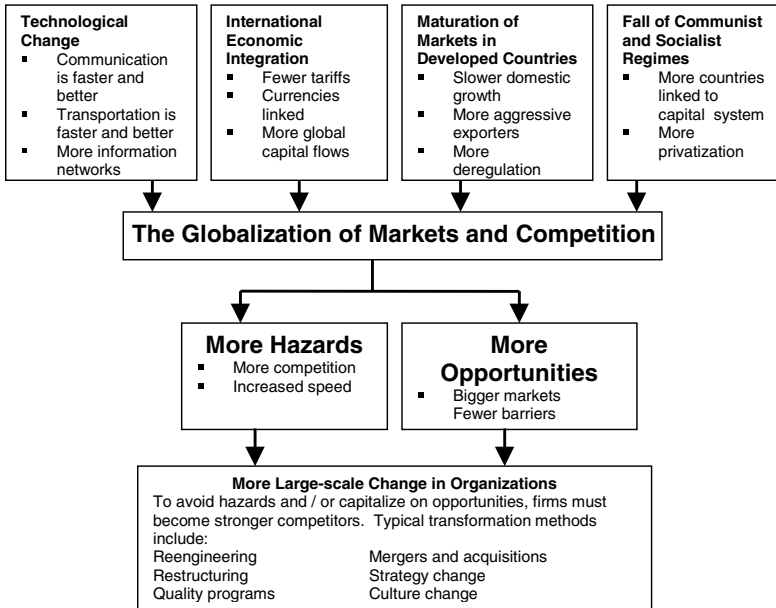 Technological
Change
▪ Communication
is faster and
better
▪ Transportation is
faster and better
▪ More information
networks
International
Economic
Integration
▪ Fewer tariffs
▪ Currencies
linked
▪ More global
capital flows
Maturation of
Markets in
Developed Countries
▪ Slower domestic
growth
▪ More aggressive
exporters
▪ More
deregulation
Fall of Communist
and Socialist
Regimes
▪ More countries
linked to
capital system
▪ More
privatization
The Globalization of Markets and Competition
More Hazards
▪ More competition
▪ Increased speed
More
Opportunities
▪ Bigger markets
Fewer barriers
More Large-scale Change in Organizations
To avoid hazards and / or capitalize on opportunities, firms must
become stronger competitors. Typical transformation methods
include:
Reengineering Mergers and acquisitions
Restructuring Strategy change
Quality programs Culture change